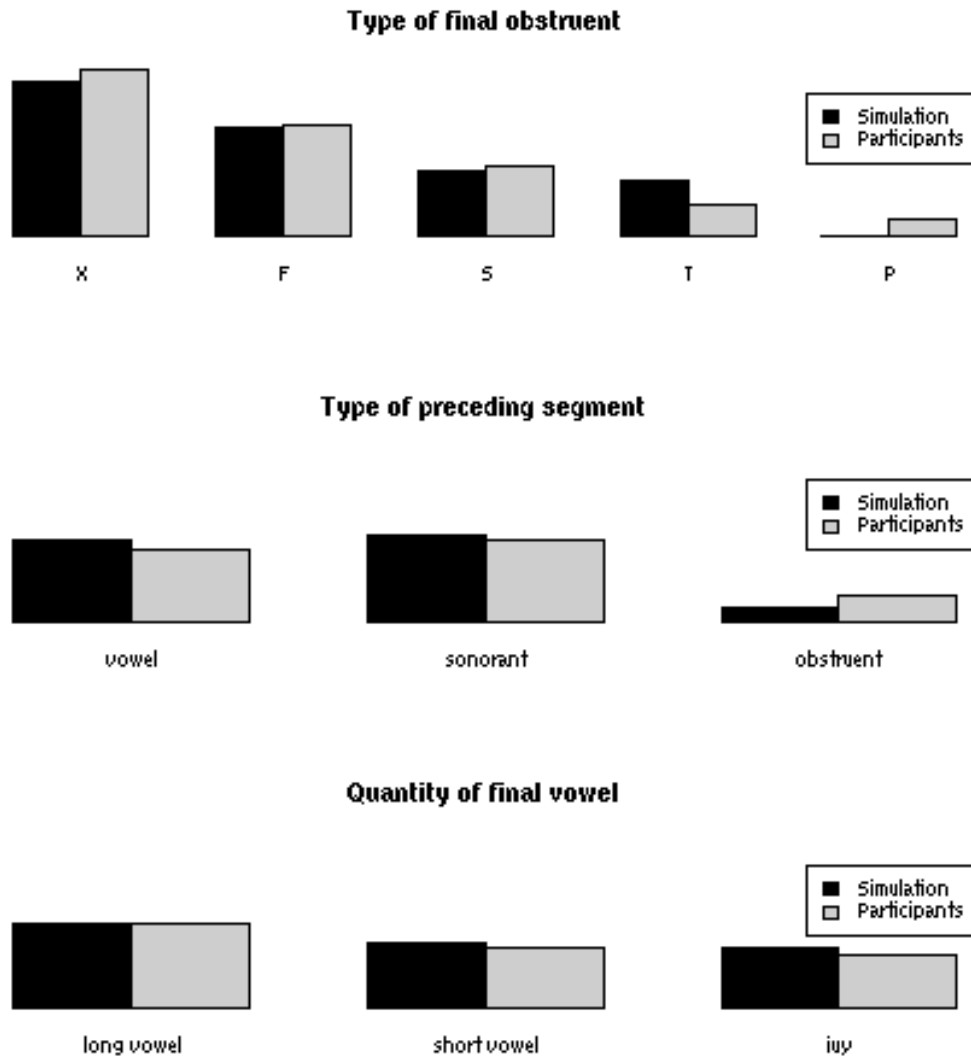 Type of final obstruent
Simulation
Participants
X F S T P
Type of preceding segment
Simulation
Participants
vowel sonorant obstruent
Quantity of final vowel
Simulation
Participants
long vowel short vowel iuy